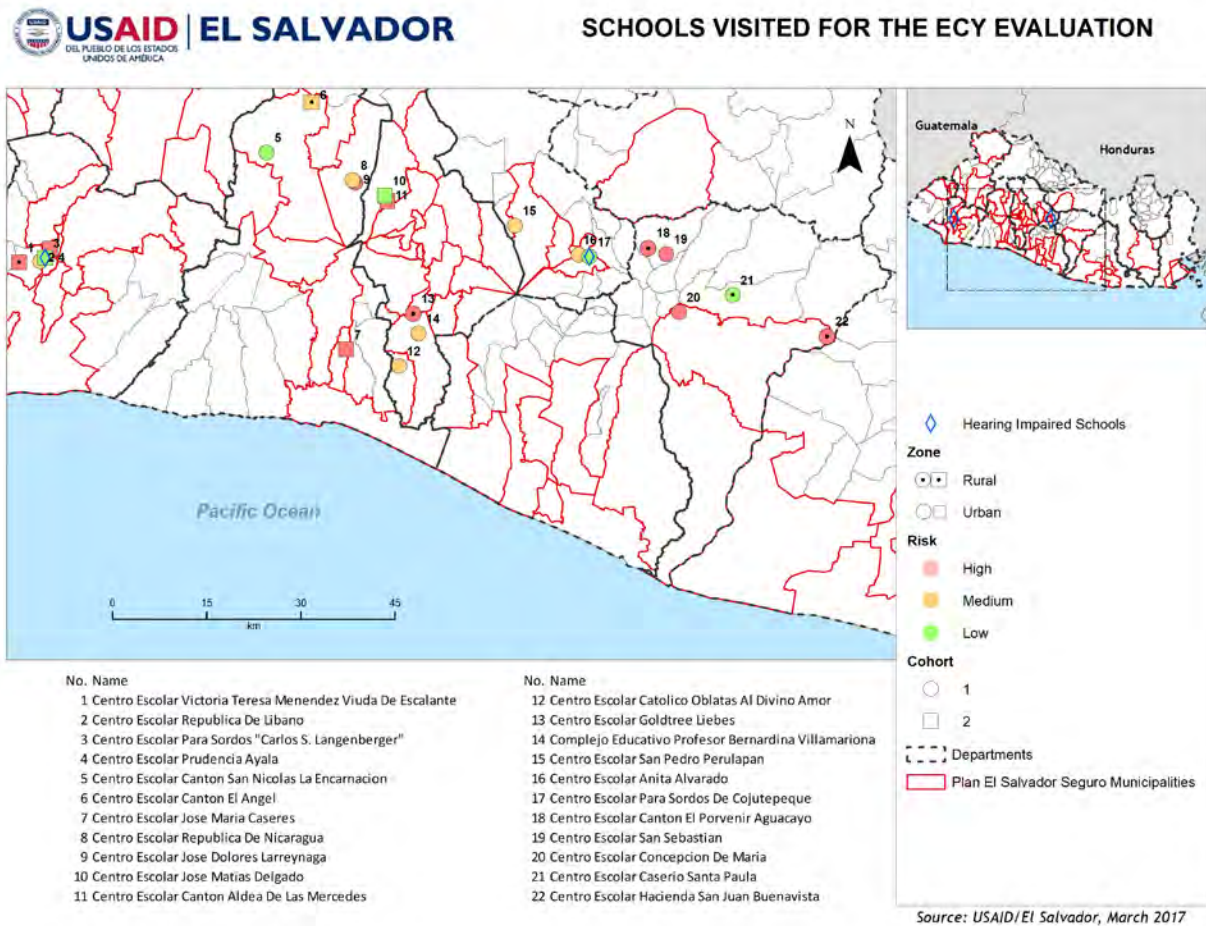 USAID | EL SALVADOR
DEL PUEBLO DE LOS ESTADOS
UNIDOS DE AMÉRICA
SCHOOLS VISITED FOR THE ECY EVALUATION
6
5
8
9
10
11
15
16
17
18
19
1
3
2
4
21
20
22
13
14
7
12
N
Pacific Ocean
0 15 30 45
km
Guatemala
Honduras
Hearing Impaired Schools
Zone
Rural
Urban
Risk
High
Medium
Low
Cohort
1
2
Departments
Plan El Salvador Seguro Municipalities
No. Name
1 Centro Escolar Victoria Teresa Menendez Viuda De Escalante
2 Centro Escolar Republica De Libano
3 Centro Escolar Para Sordos "Carlos S. Langenberger"
4 Centro Escolar Prudencia Ayala
5 Centro Escolar Canton San Nicolas La Encarnacion
6 Centro Escolar Canton El Angel
7 Centro Escolar Jose Maria Caseres
8 Centro Escolar Republica De Nicaragua
9 Centro Escolar Jose Dolores Larreynaga
10 Centro Escolar Jose Matias Delgado
11 Centro Escolar Canton Aldea De Las Mercedes
No. Name
12 Centro Escolar Catolico Oblatas Al Divino Amor
13 Centro Escolar Goldtree Liebes
14 Complejo Educativo Profesor Bernardina Villamariona
15 Centro Escolar San Pedro Perulapan
16 Centro Escolar Anita Alvarado
17 Centro Escolar Para Sordos De Cojutepeque
18 Centro Escolar Canton El Porvenir Aguacayo
19 Centro Escolar San Sebastian
20 Centro Escolar Concepcion De Maria
21 Centro Escolar Caserio Santa Paula
22 Centro Escolar Hacienda San Juan Buenavista
Source: USAID/El Salvador, March 2017